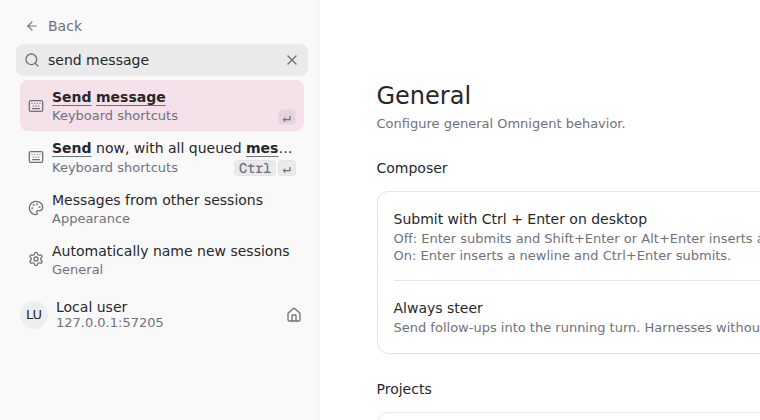 Back
send message
Send message
Keyboard shortcuts
↵
Send now, with all queued mes…
Keyboard shortcuts
Ctrl ↵
Messages from other sessions
Appearance
Automatically name new sessions
General
LU
Local user
127.0.0.1:57205
General
Configure general Omnigent behavior.
Composer
Submit with Ctrl + Enter on desktop
Off: Enter submits and Shift+Enter or Alt+Enter inserts a
On: Enter inserts a newline and Ctrl+Enter submits.
Always steer
Send follow-ups into the running turn. Harnesses withou
Projects